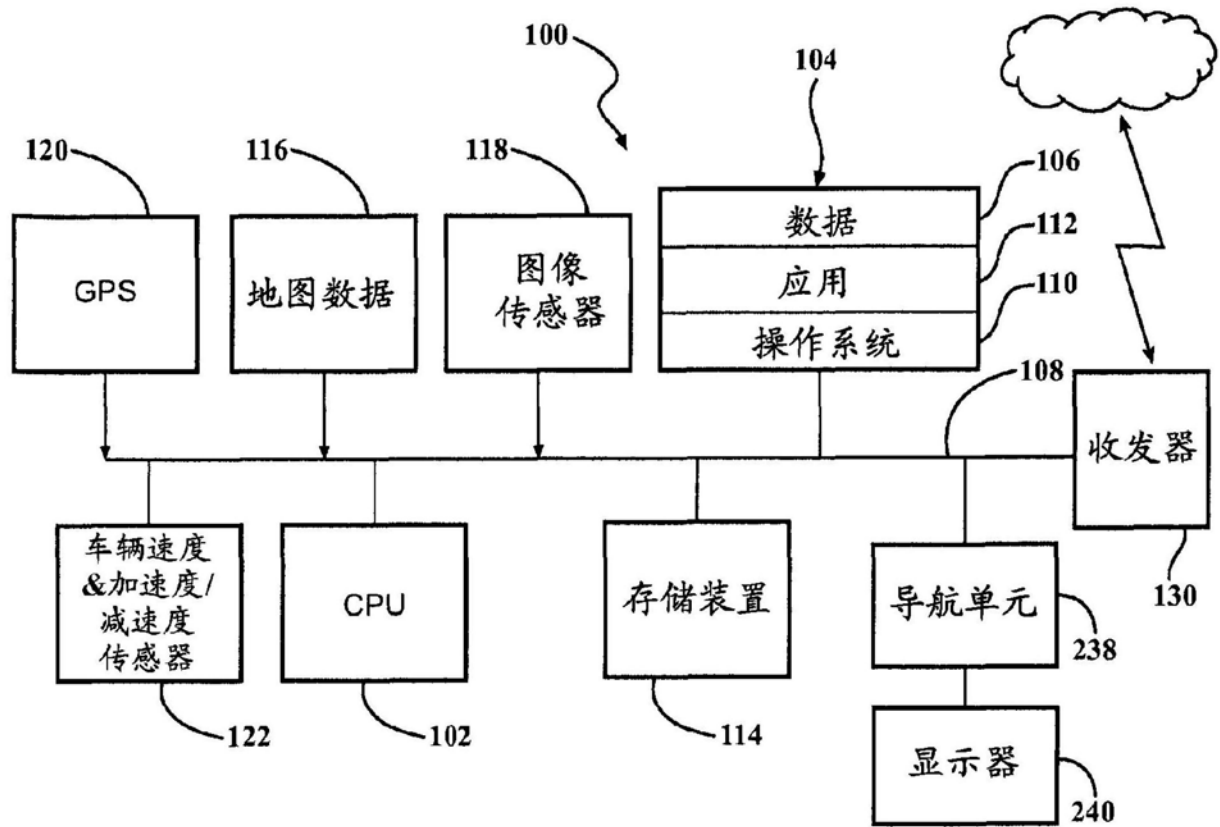 100
104
120
116
118
106
数据
112
应用
110
操作系统
GPS
地图数据
图像
传感器
108
收发器
130
车辆速度
&加速度/
减速度
传感器
CPU
存储装置
导航单元
238
122
102
114
显示器
240